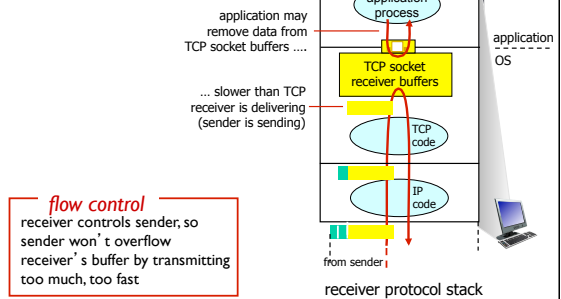 application
process
application may
remove data from
TCP socket buffers ....
application
OS
TCP socket
receiver buffers
... slower than TCP
receiver is delivering
(sender is sending)
TCP
code
IP
code
flow control
receiver controls sender, so
sender won’t overflow
receiver’s buffer by transmitting
too much, too fast
from sender
receiver protocol stack